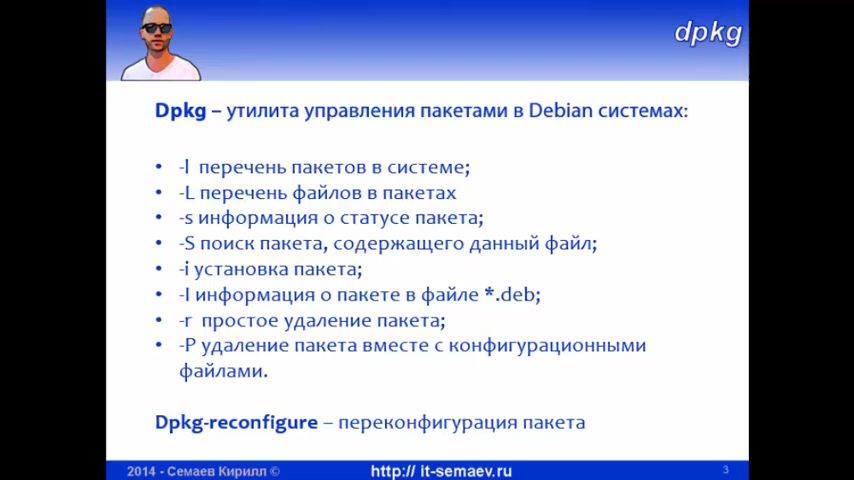 dpkg
Dpkg – утилита управления пакетами в Debian системах:
• -l перечень пакетов в системе;
• -L перечень файлов в пакетах
• -s информация о статусе пакета;
• -S поиск пакета, содержащего данный файл;
• -i установка пакета;
• -I информация о пакете в файле *.deb;
• -r простое удаление пакета;
• -P удаление пакета вместе с конфигурационными
файлами.
Dpkg-reconfigure – переконфигурация пакета
2014 - Семаев Кирилл © http:// it-semaev.ru 3